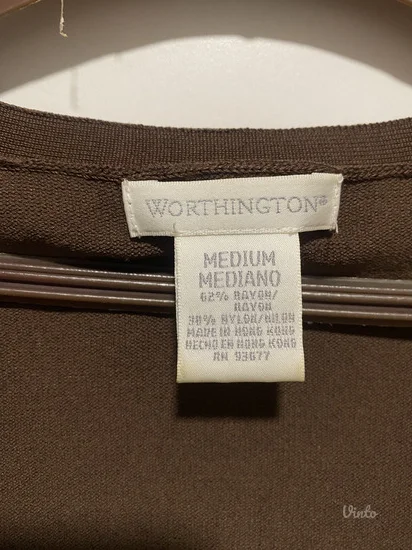 WORTHINGTON®
MEDIUM
MEDIANO
62% RAYON/
RAYON
38% NYLON/NILON
MADE IN HONG KONG
HECHO EN HONG KONG
RN 93677
Vinto